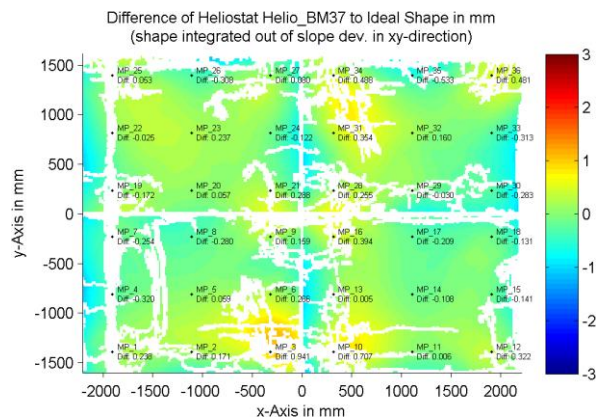 Difference of Heliostat Helio_BM37 to Ideal Shape in mm
(shape integrated out of slope dev. in xy-direction)
1500
1000
500
0
-500
-1000
-1500
y-Axis in mm
MP_25 MP_26 MP_27 MP_34 MP_35 MP_36
Diff. 0.053 Diff. -0.309 Diff. 0.080 Diff. 0.486 Diff. -0.533 Diff. 0.481
MP_22 MP_23 MP_24 MP_31 MP_32 MP_33
Diff. -0.025 Diff. 0.237 Diff. -0.122 Diff. 0.354 Diff. 0.160 Diff. -0.313
MP_19 MP_20 MP_21 MP_28 MP_29 MP_30
Diff. -0.172 Diff. 0.057 Diff. 0.255 Diff. -0.030 Diff. -0.283
MP_7 MP_8 MP_9 MP_16 MP_17 MP_18
Diff. -0.254 Diff. -0.280 Diff. 0.159 Diff. 0.394 Diff. -0.209 Diff. -0.131
MP_4 MP_5 MP_6 MP_13 MP_14 MP_15
Diff. -0.320 Diff. 0.059 Diff. Diff. 0.005 Diff. -0.108 Diff. -0.141
MP_1 MP_2 MP_3 MP_10 MP_11 MP_12
Diff. 0.238 Diff. 0.171 Diff. 0.941 Diff. 0.707 Diff. 0.006 Diff. 0.322
-2000 -1500 -1000 -500 0 500 1000 1500 2000
x-Axis in mm
3
2
1
0
-1
-2
-3